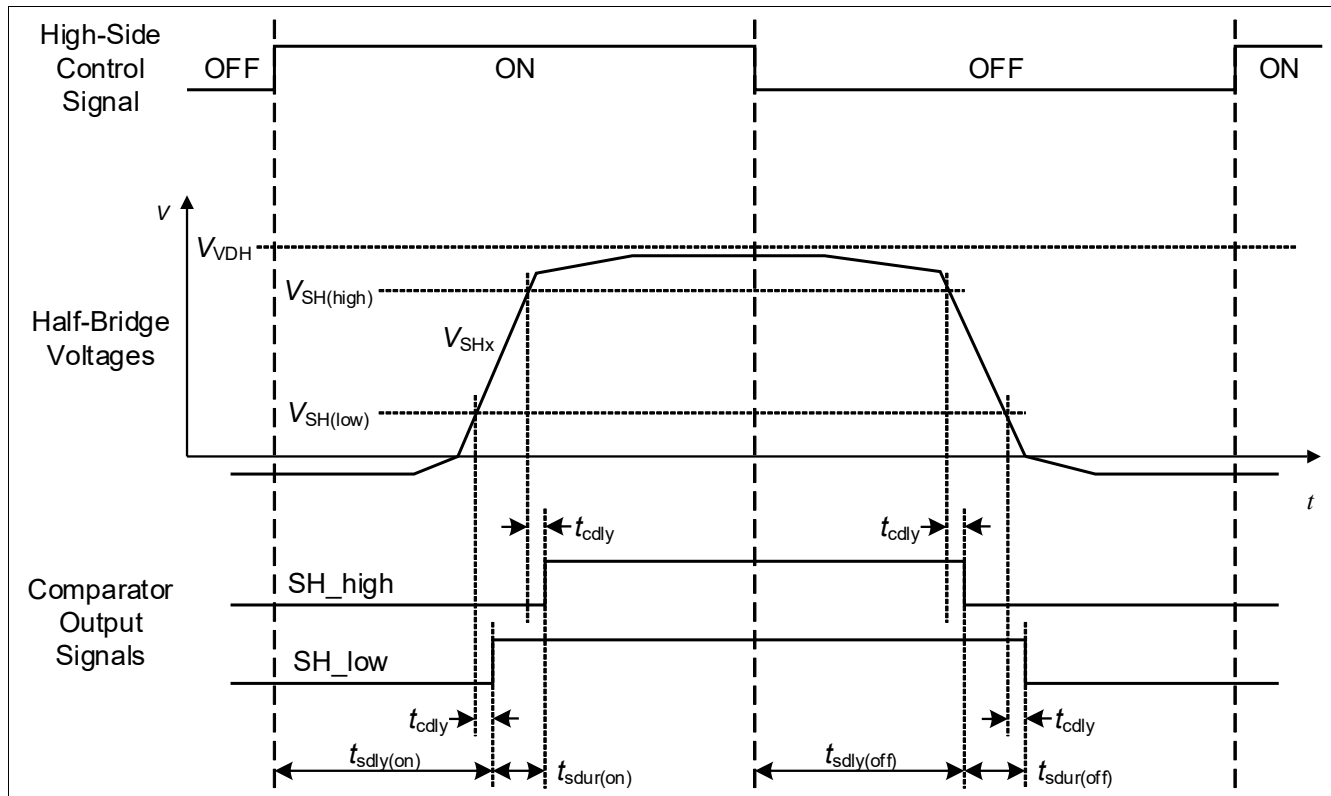 High-Side
Control
Signal
OFF
ON
OFF
ON
V
VVDH
VSH(high)
VSHx
Half-Bridge
Voltages
VSH(low)
t
tcdly
tcdly
SH_high
Comparator
Output
Signals
SH_low
tcdly
tcdly
tsdly(on)
tsdur(on)
tsdly(off)
tsdur(off)